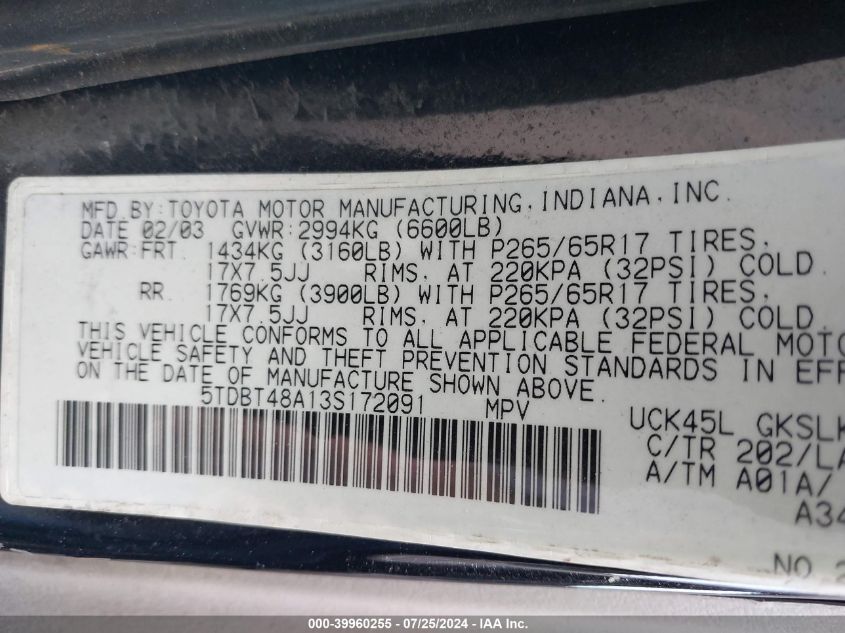 MFD. BY: TOYOTA MOTOR MANUFACTURING, INDIANA, INC.
DATE 02/03 GVWR:2994KG (6600LB)
GAWR:FRT. 1434KG (3160LB) WITH P265/65R17 TIRES,
17X7.5JJ RIMS, AT 220KPA (32PSI) COLD.
RR. 1769KG (3900LB) WITH P265/65R17 TIRES,
17X7.5JJ RIMS, AT 220KPA (32PSI) COLD.
THIS VEHICLE CONFORMS TO ALL APPLICABLE FEDERAL MOTO
VEHICLE SAFETY AND THEFT PREVENTION STANDARDS IN EFF
ON THE DATE OF MANUFACTURE SHOWN ABOVE.
5TDBT48A13S172091 MPV
UCK45L GKSLK
C/TR 202/LA
A/TM A01A/
A34
NO. 2
000-39960255 - 07/25/2024 - IAA Inc.